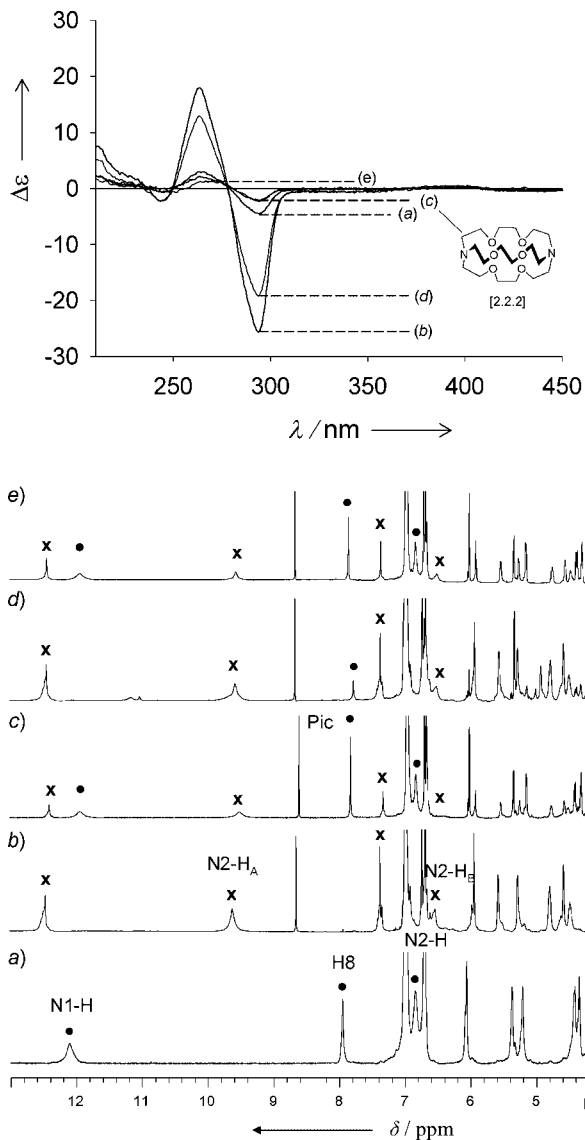 30
20
10
0
-10
-20
-30
Δε
(e)
(c)
(a)
(d)
(b)
N O O O O O O N
[2.2.2]
250 300 350 400 450
λ / nm
e)
x x x x
d)
x x x x
c)
Pic
x x x x
b)
N2-HA
N2-HB
x x x x
a)
N1-H
H8
N2-H
12 11 10 9 8 7 6 5
δ / ppm